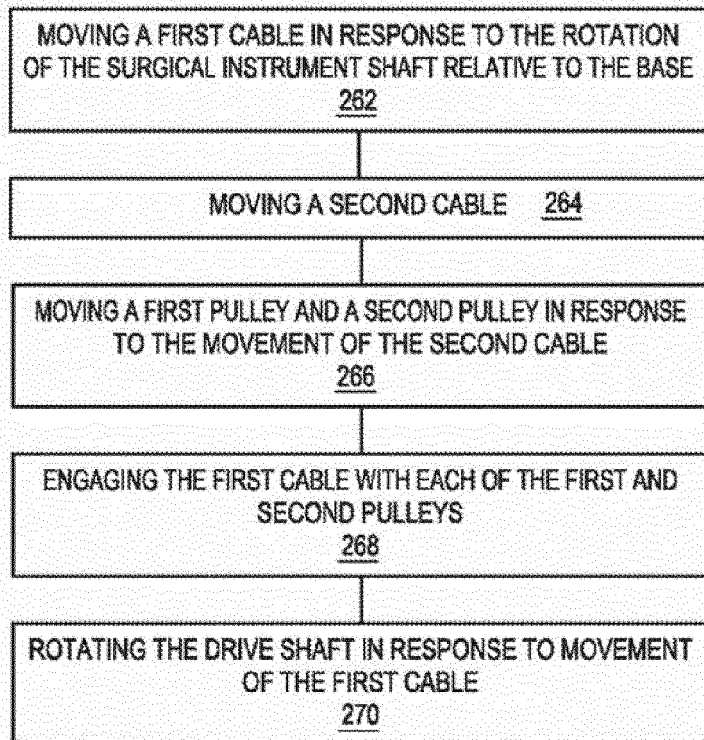 MOVING A FIRST CABLE IN RESPONSE TO THE ROTATION
OF THE SURGICAL INSTRUMENT SHAFT RELATIVE TO THE BASE
262
MOVING A SECOND CABLE 264
MOVING A FIRST PULLEY AND A SECOND PULLEY IN RESPONSE
TO THE MOVEMENT OF THE SECOND CABLE
266
ENGAGING THE FIRST CABLE WITH EACH OF THE FIRST AND
SECOND PULLEYS
268
ROTATING THE DRIVE SHAFT IN RESPONSE TO MOVEMENT
OF THE FIRST CABLE
270